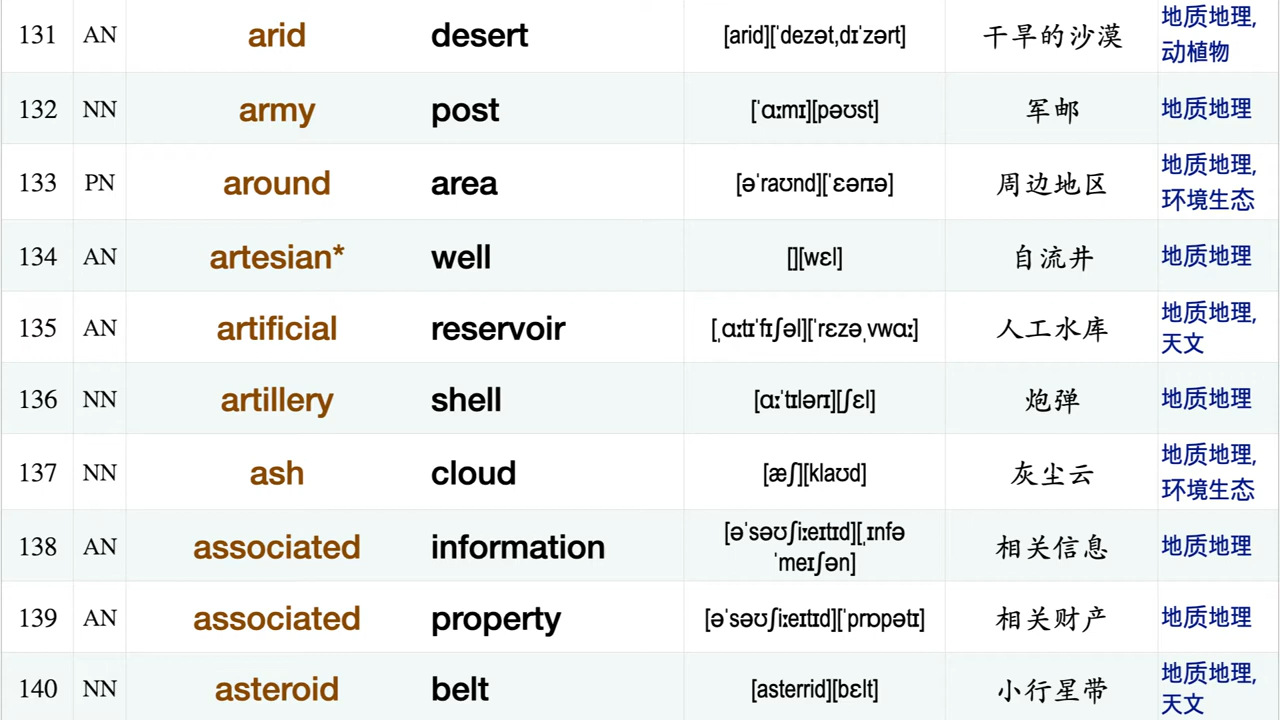 131 AN arid desert [arid][ˈdezət,dɪˈzərt] 干旱的沙漠 地质地理,
动植物
132 NN army post [ˈɑːmɪ][pəʊst] 军邮 地质地理
133 PN around area [əˈraʊnd][ˈɛərɪə] 周边地区 地质地理,
环境生态
134 AN artesian* well [][wɛl] 自流井 地质地理
135 AN artificial reservoir [ˌɑːtɪˈfɪʃəl][ˈrɛzəˌvwɑː] 人工水库 地质地理,
天文
136 NN artillery shell [ɑːˈtɪlərɪ][ʃɛl] 炮弹 地质地理
137 NN ash cloud [æʃ][klaʊd] 灰尘云 地质地理,
环境生态
138 AN associated information [əˈsəʊʃiːeɪtɪd][ˌɪnfə
ˈmeɪʃən] 相关信息 地质地理
139 AN associated property [əˈsəʊʃiːeɪtɪd][ˈprɒpətɪ] 相关财产 地质地理
140 NN asteroid belt [asterrid][bɛlt] 小行星带 地质地理,
天文